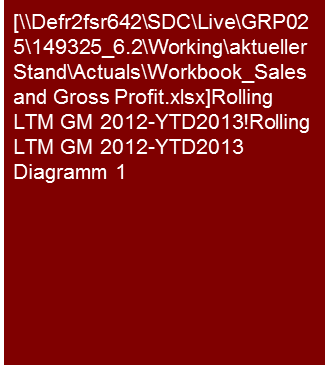 [\\Defr2fsr642\SDC\Live\GRP02
5\149325_6.2\Working\aktueller
Stand\Actuals\Workbook_Sales
and Gross Profit.xlsx]Rolling
LTM GM 2012-YTD2013!Rolling
LTM GM 2012-YTD2013
Diagramm 1